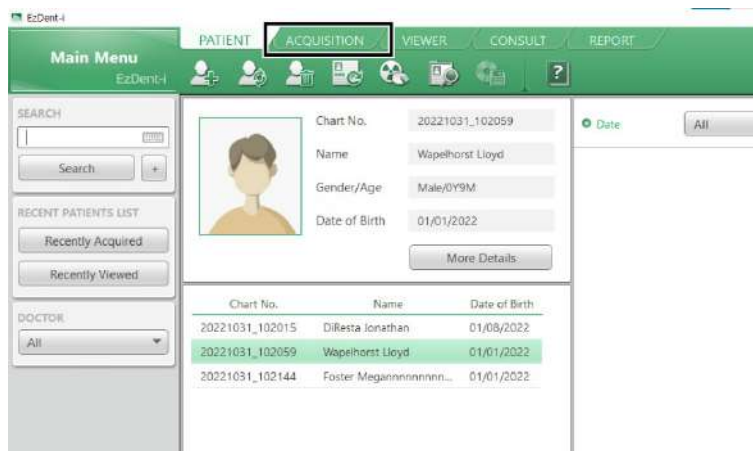 EzDent-i
Main Menu
EzDent-i
PATIENT ACQUISITION VIEWER CONSULT REPORT
?
SEARCH
Search +
RECENT PATIENTS LIST
Recently Acquired
Recently Viewed
DOCTOR
All
Chart No. 20221031_102059
Name Wapelhorst Lloyd
Gender/Age Male/0Y9M
Date of Birth 01/01/2022
More Details
Chart No. Name Date of Birth
20221031_102015 DiResta Jonathan 01/08/2022
20221031_102059 Wapelhorst Lloyd 01/01/2022
20221031_102144 Foster Megannnnnnnnn... 01/01/2022
Date All